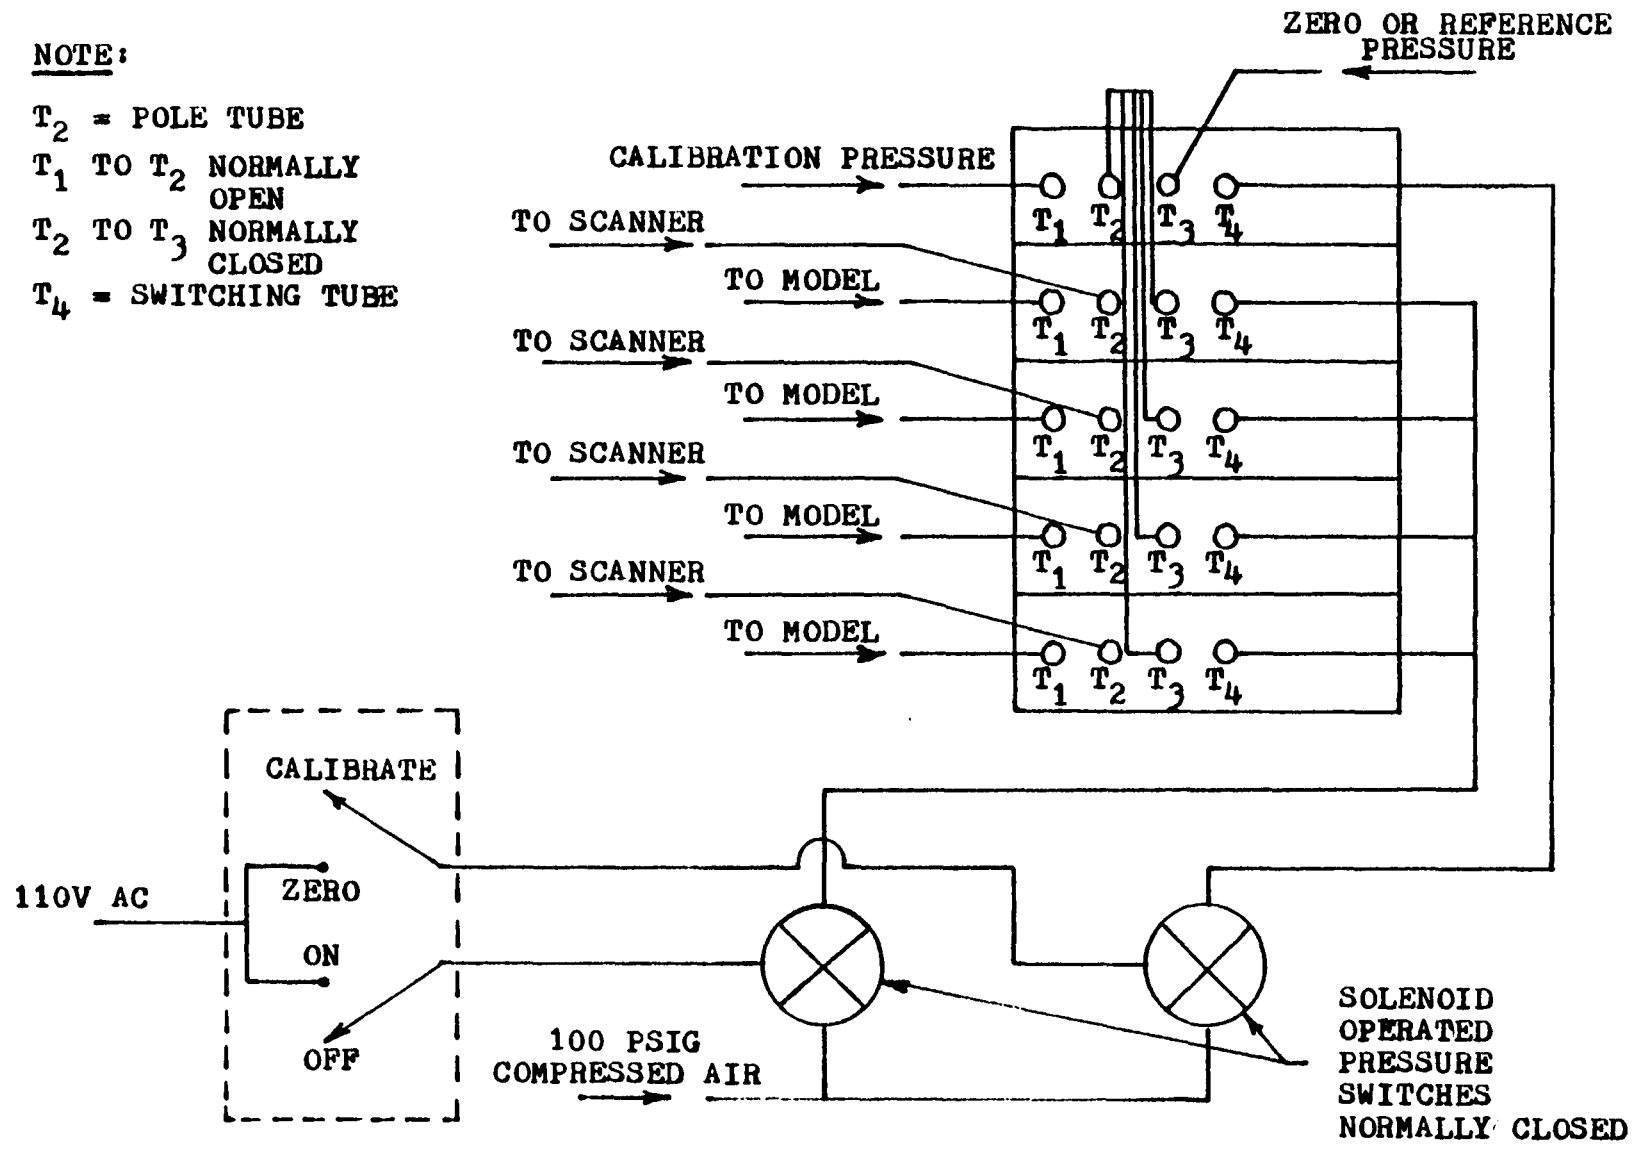 NOTE:
T2 = POLE TUBE
T1 TO T2 NORMALLY
OPEN
T2 TO T3 NORMALLY
CLOSED
T4 = SWITCHING TUBE
ZERO OR REFERENCE
PRESSURE
CALIBRATION PRESSURE
T1 T2 T3 T4
TO SCANNER
TO MODEL
T1 T2 T3 T4
TO SCANNER
TO MODEL
T1 T2 T3 T4
TO SCANNER
TO MODEL
T1 T2 T3 T4
TO SCANNER
TO MODEL
T1 T2 T3 T4
CALIBRATE
ZERO
110V AC
ON
OFF
100 PSIG
COMPRESSED AIR
SOLENOID
OPERATED
PRESSURE
SWITCHES
NORMALLY CLOSED